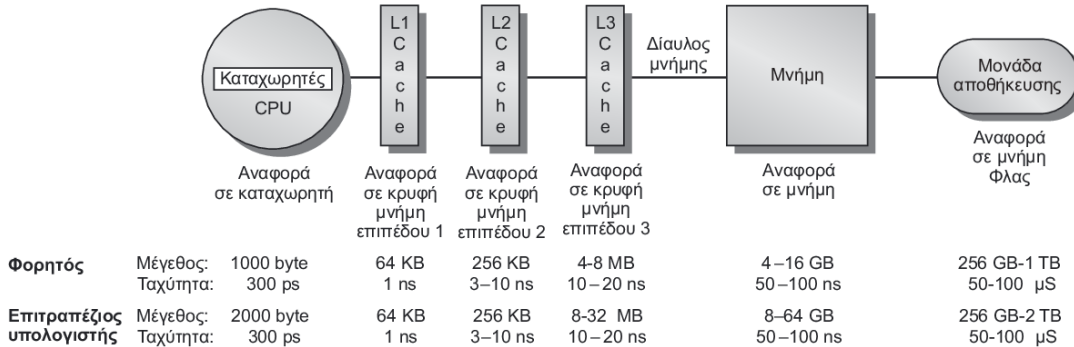 L1
Cache
L2
Cache
L3
Cache
Καταχωρητές
CPU
Δίαυλος
μνήμης
Μνήμη
Μονάδα
αποθήκευσης
Αναφορά
σε καταχωρητή
Αναφορά
σε κρυφή
μνήμη
επιπέδου 1
Αναφορά
σε κρυφή
μνήμη
επιπέδου 2
Αναφορά
σε κρυφή
μνήμη
επιπέδου 3
Αναφορά
σε μνήμη
Αναφορά
σε μνήμη
Φλας
Φορητός Μέγεθος: 1000 byte 64 KB 256 KB 4-8 MB 4–16 GB 256 GB-1 TB
Ταχύτητα: 300 ps 1 ns 3–10 ns 10–20 ns 50–100 ns 50-100 μS
Επιτραπέζιος Μέγεθος: 2000 byte 64 KB 256 KB 8-32 MB 8–64 GB 256 GB-2 TB
υπολογιστής Ταχύτητα: 300 ps 1 ns 3–10 ns 10–20 ns 50–100 ns 50-100 μS